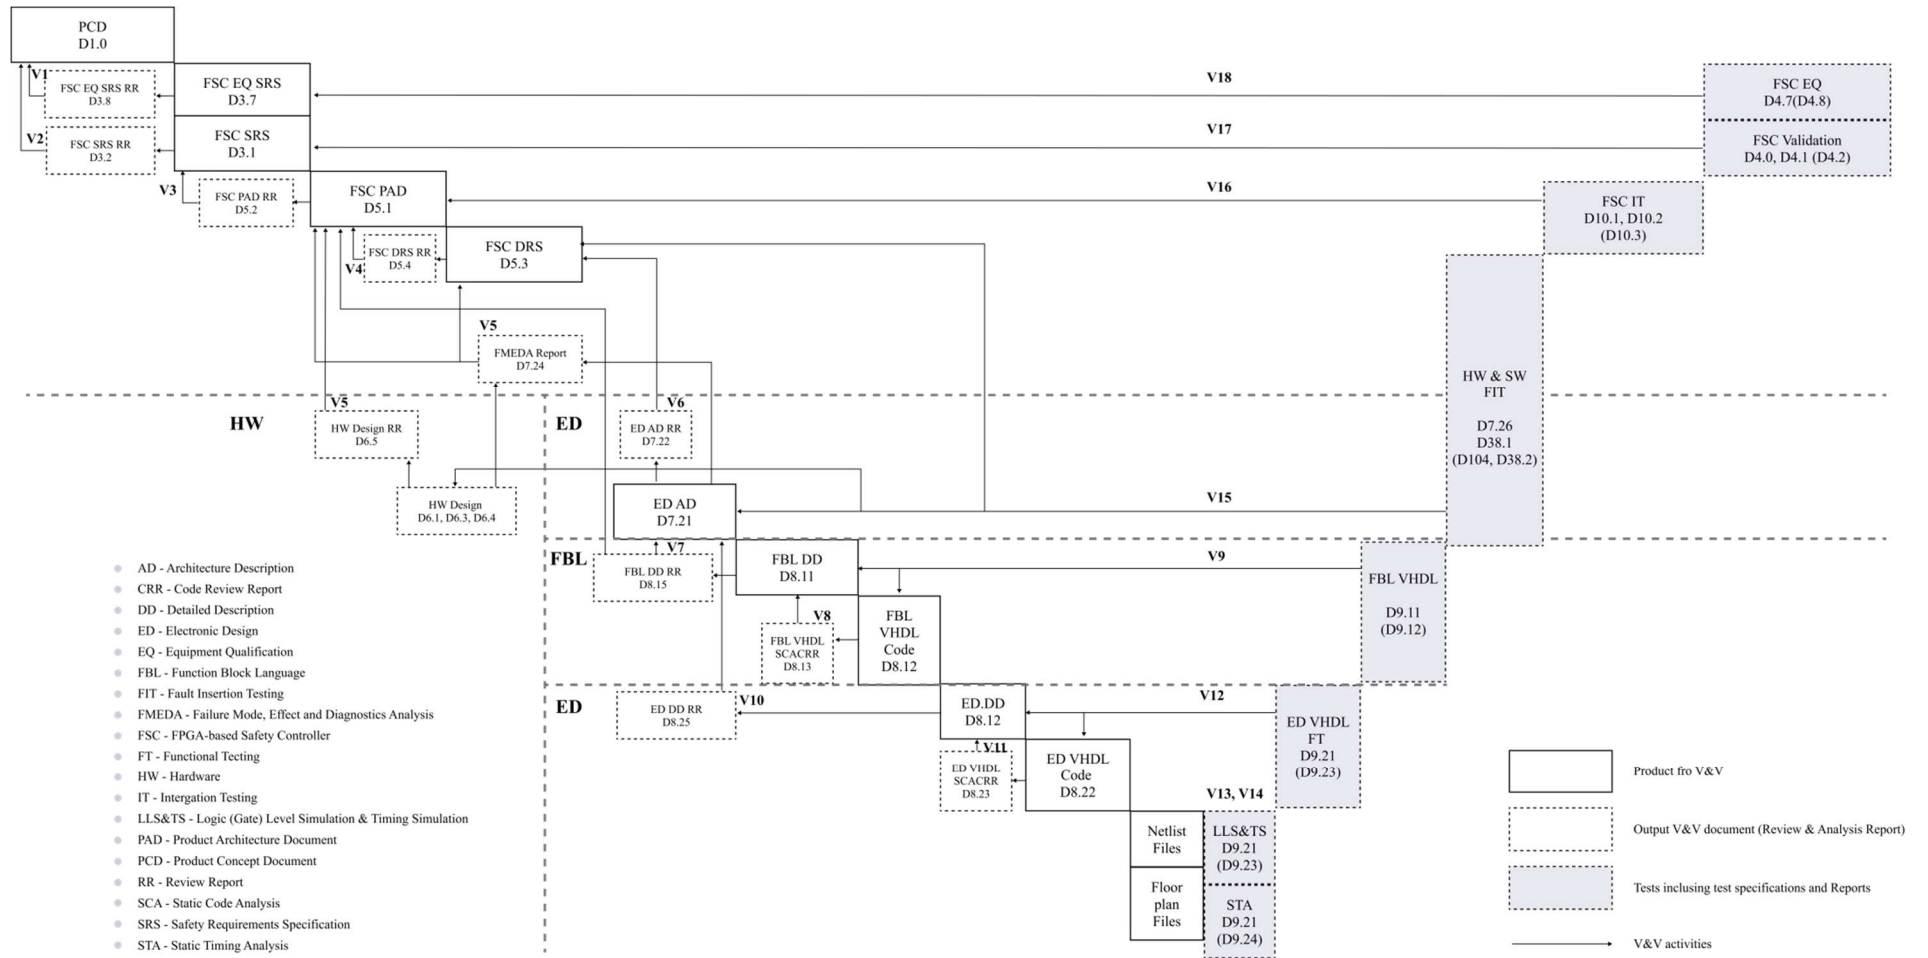 PCD
D1.0
V1
FSC EQ SRS RR
D3.8
FSC EQ SRS
D3.7
V18
FSC EQ
D4.7(D4.8)
V2
FSC SRS RR
D3.2
FSC SRS
D3.1
V17
FSC Validation
D4.0, D4.1 (D4.2)
V3
FSC PAD RR
D5.2
FSC PAD
D5.1
V16
FSC IT
D10.1, D10.2
(D10.3)
V4
FSC DRS RR
D5.4
FSC DRS
D5.3
V5
FMEDA Report
D7.24
HW & SW
FIT
D7.26
D38.1
(D104, D38.2)
HW
V5
HW Design RR
D6.5
ED
V6
ED AD RR
D7.22
HW Design
D6.1, D6.3, D6.4
ED AD
D7.21
V15
FBL
V7
FBL DD RR
D8.15
FBL DD
D8.11
V9
FBL VHDL
D9.11
(D9.12)
V8
FBL VHDL
SCACRR
D8.13
FBL
VHDL
Code
D8.12
ED
ED DD RR
D8.25
V10
ED.DD
D8.12
V12
ED VHDL
FT
D9.21
(D9.23)
V11
ED VHDL
SCACRR
D8.23
ED VHDL
Code
D8.22
V13, V14
Netlist
Files
LLS&TS
D9.21
(D9.23)
Floor
plan
Files
STA
D9.21
(D9.24)
AD - Architecture Description
CRR - Code Review Report
DD - Detailed Description
ED - Electronic Design
EQ - Equipment Qualification
FBL - Function Block Language
FIT - Fault Insertion Testing
FMEDA - Failure Mode, Effect and Diagnostics Analysis
FSC - FPGA-based Safety Controller
FT - Functional Testing
HW - Hardware
IT - Intergation Testing
LLS&TS - Logic (Gate) Level Simulation & Timing Simulation
PAD - Product Architecture Document
PCD - Product Concept Document
RR - Review Report
SCA - Static Code Analysis
SRS - Safety Requirements Specification
STA - Static Timing Analysis
Product fro V&V
Output V&V document (Review & Analysis Report)
Tests inclusing test specifications and Reports
V&V activities